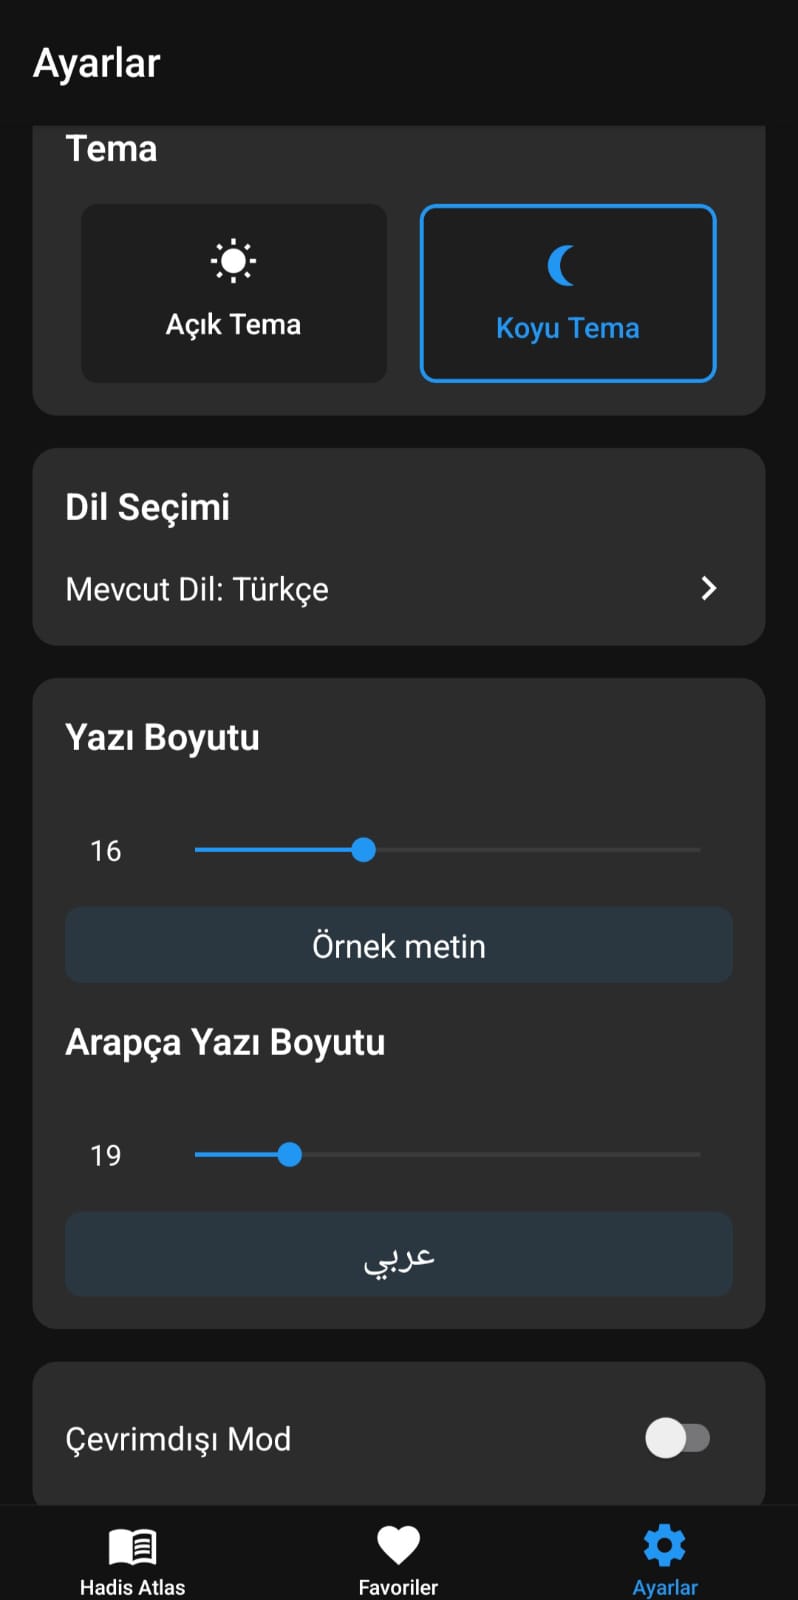 Ayarlar
Tema
Açık Tema
Koyu Tema
Dil Seçimi
Mevcut Dil: Türkçe
Yazı Boyutu
16
Örnek metin
Arapça Yazı Boyutu
19
عربي
Çevrimdışı Mod
Hadis Atlas
Favoriler
Ayarlar